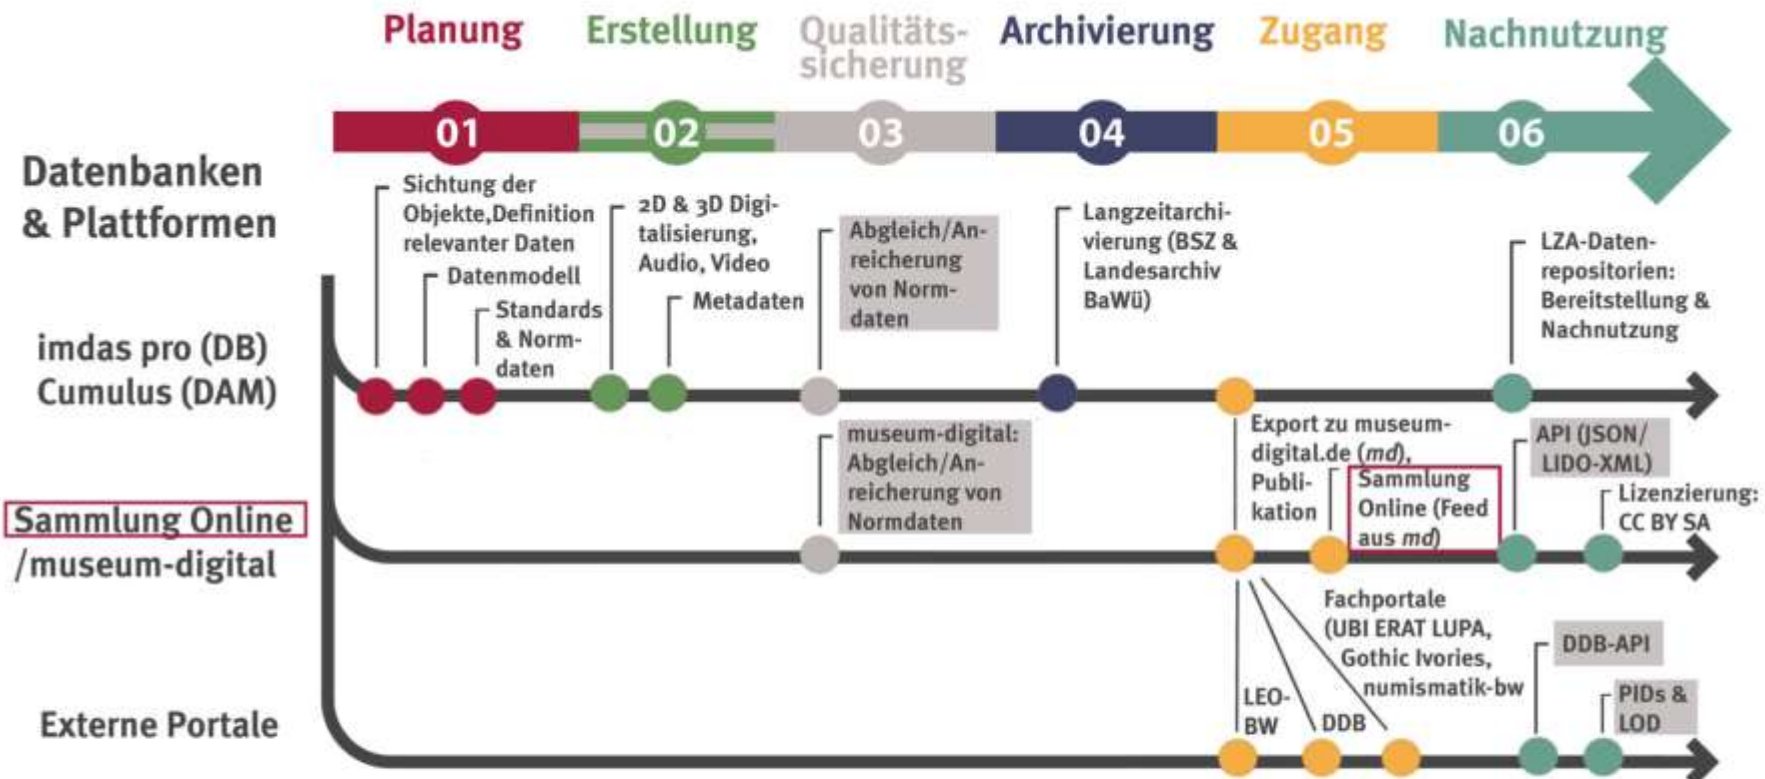 Planung
Erstellung
Qualitäts-
sicherung
Archivierung
Zugang
Nachnutzung
01
02
03
04
05
06
Datenbanken
& Plattformen
Sichtung der
Objekte,Definition
relevanter Daten
Datenmodell
Standards
& Norm-
daten
2D & 3D Digi-
talisierung,
Audio, Video
Metadaten
Abgleich/An-
reicherung
von Norm-
daten
Langzeitarchi-
vierung (BSZ &
Landesarchiv
BaWü)
LZA-Daten-
repositorien:
Bereitstellung &
Nachnutzung
imdas pro (DB)
Cumulus (DAM)
museum-digital:
Abgleich/An-
reicherung von
Normdaten
Export zu museum-
digital.de (md),
Publi-
kation
Sammlung
Online (Feed
aus md)
API (JSON/
LIDO-XML)
Lizenzierung:
CC BY SA
Sammlung Online
/museum-digital
Fachportale
(UBI ERAT LUPA,
Gothic Ivories,
numismatik-bw
LEO-
BW
DDB
DDB-API
PIDs &
LOD
Externe Portale